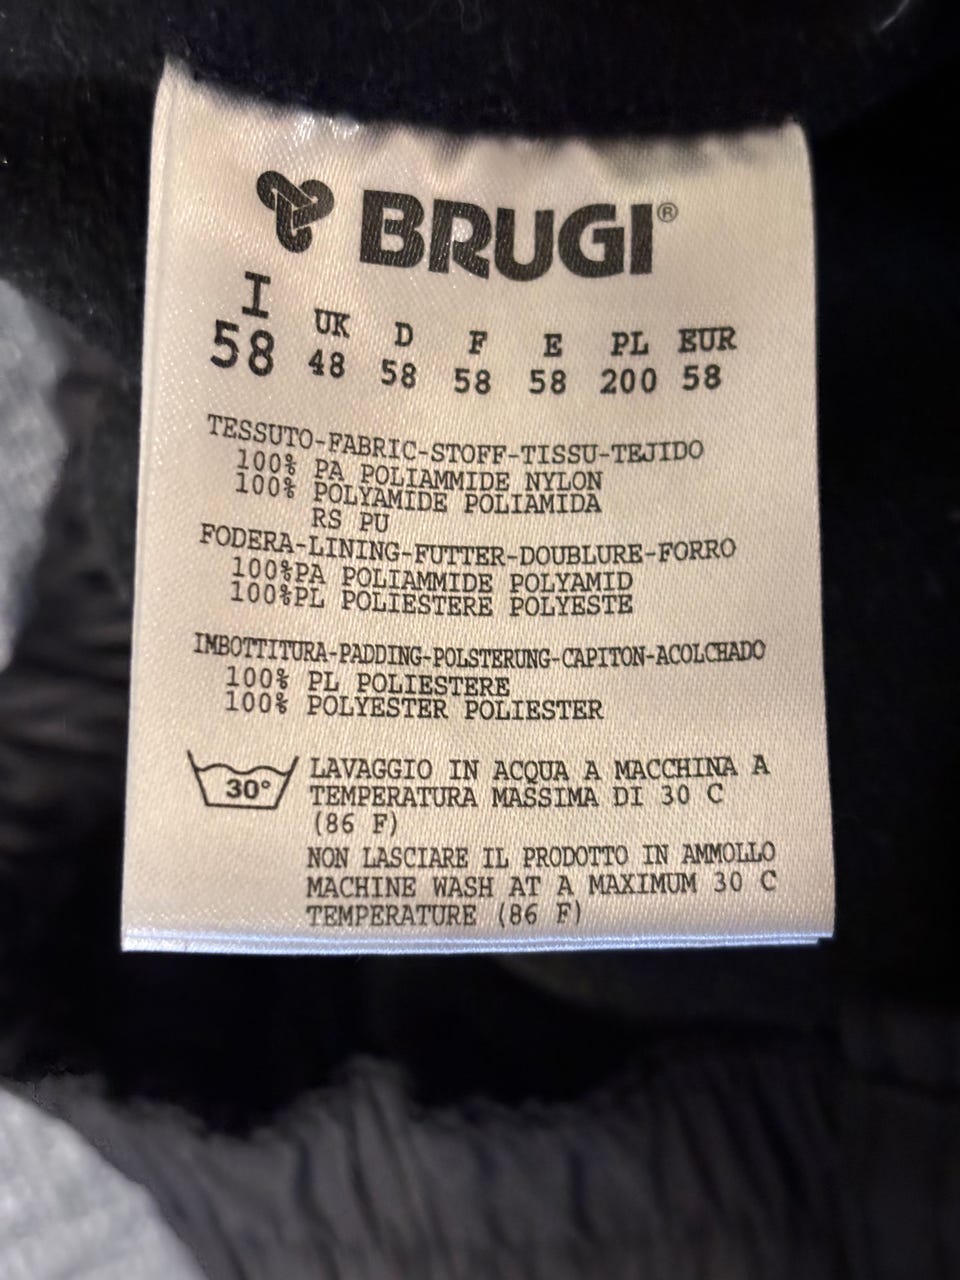 BRUGI®
I UK D F E PL EUR
58 48 58 58 58 200 58
TESSUTO-FABRIC-STOFF-TISSU-TEJIDO
100% PA POLIAMMIDE NYLON
100% POLYAMIDE POLIAMIDA
RS PU
FODERA-LINING-FUTTER-DOUBLURE-FORRO
100%PA POLIAMMIDE POLYAMID
100%PL POLIESTERE POLYESTE
IMBOTTITURA-PADDING-POLSTERUNG-CAPITON-ACOLCHADO
100% PL POLIESTERE
100% POLYESTER POLIESTER
30°
LAVAGGIO IN ACQUA A MACCHINA A
TEMPERATURA MASSIMA DI 30 C
(86 F)
NON LASCIARE IL PRODOTTO IN AMMOLLO
MACHINE WASH AT A MAXIMUM 30 C
TEMPERATURE (86 F)